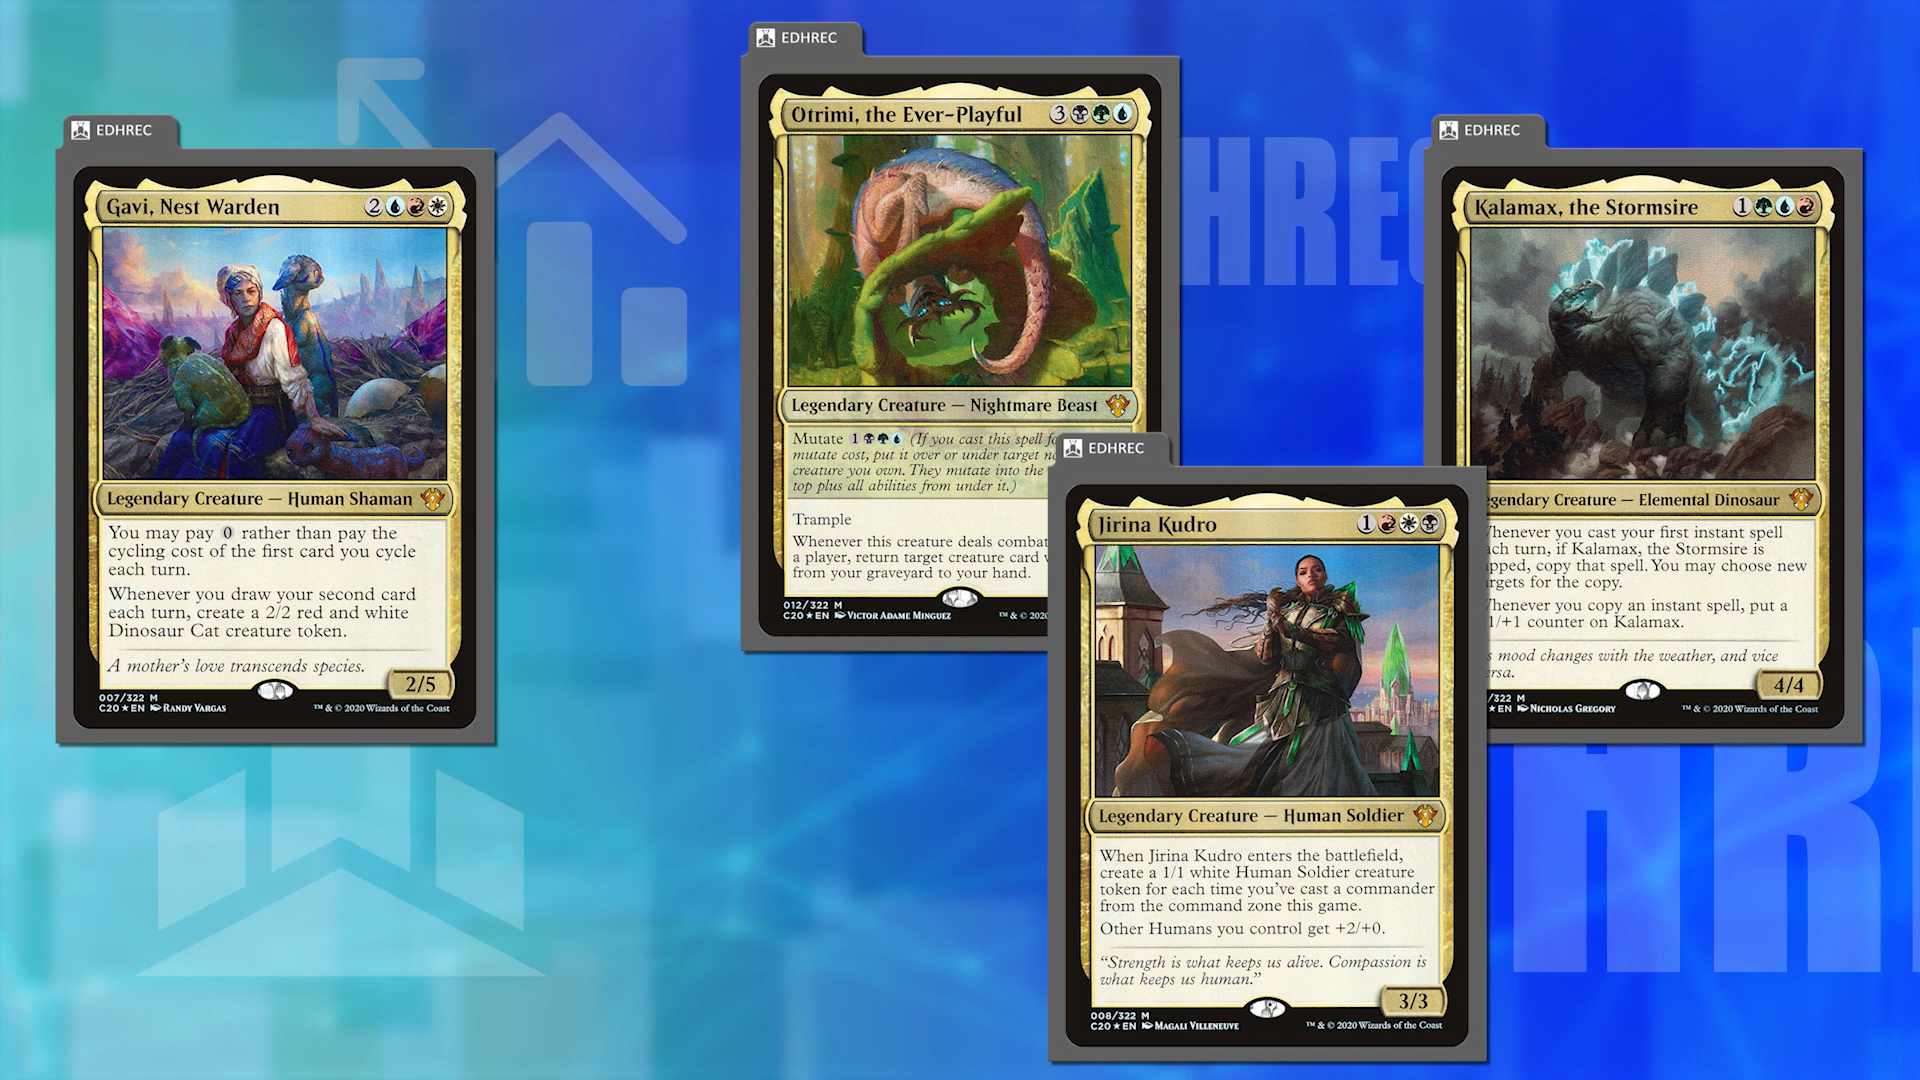 EDHREC
Gavi, Nest Warden 2
You may pay 0 rather than pay the
cycling cost of the first card you cycle
each turn.
Whenever you draw your second card
each turn, create a 2/2 red and white
Dinosaur Cat creature token.
A mother's love transcends species.
Legendary Creature — Human Shaman
2/5
007/322 M
C20 ★ EN Randy Vargas
™ & © 2020 Wizards of the Coast
EDHREC
Otrimi, the Ever-Playful 3
Legendary Creature — Nightmare Beast
Mutate 1 (If you cast this spell
mutate cost, put it over or under target
creature you own. They mutate into the
top plus all abilities from under it.)
Trample
Whenever this creature deals combat
a player, return target creature card
from your graveyard to your hand.
012/322 M
C20 ★ EN Victor Adame Minguez
™ & © 2020
EDHREC
Jirina Kudro 1
Legendary Creature — Human Soldier
When Jirina Kudro enters the battlefield,
create a 1/1 white Human Soldier creature
token for each time you've cast a commander
from the command zone this game.
Other Humans you control get +2/+0.
"Strength is what keeps us alive. Compassion is
what keeps us human."
3/3
008/322 M
C20 ★ EN Magali Villeneuve
™ & © 2020 Wizards of the Coast
EDHREC
Kalamax, the Stormsire 1
Legendary Creature — Elemental Dinosaur
Whenever you cast your first instant spell
each turn, if Kalamax, the Stormsire is
tapped, copy that spell. You may choose new
targets for the copy.
Whenever you copy an instant spell, put a
+1/+1 counter on Kalamax.
mood changes with the weather, and vice
4/4
/322 M
★ EN Nicholas Gregory
™ & © 2020 Wizards of the Coast
HREC
HR